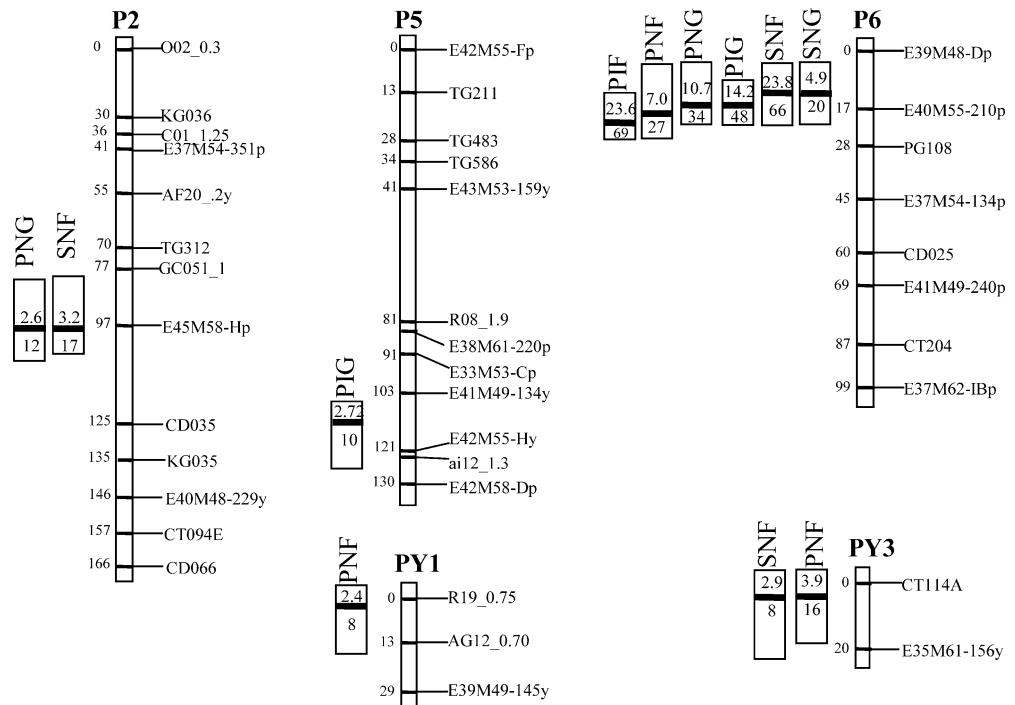 P2
0 O02_0.3
30 KG036
36 C01_1.25
41 E37M54-351p
55 AF20_.2y
70 TG312
77 GC051_1
97 E45M58-Hp
125 CD035
135 KG035
146 E40M48-229y
157 CT094E
166 CD066
PNG
2.6
12
SNF
3.2
17
P5
0 E42M55-Fp
13 TG211
28 TG483
34 TG586
41 E43M53-159y
81 R08_1.9
E38M61-220p
91 E33M53-Cp
103 E41M49-134y
121 E42M55-Hy
ai12_1.3
130 E42M58-Dp
PIG
2.72
10
P6
0 E39M48-Dp
17 E40M55-210p
28 PG108
45 E37M54-134p
60 CD025
69 E41M49-240p
87 CT204
99 E37M62-IBp
PIF
23.6
69
PNF
7.0
27
PNG
10.7
34
PIG
14.2
48
SNF
23.8
66
SNG
4.9
20
PY1
0 R19_0.75
13 AG12_0.70
29 E39M49-145y
PNF
2.4
8
PY3
0 CT114A
20 E35M61-156y
SNF
2.9
8
PNF
3.9
16